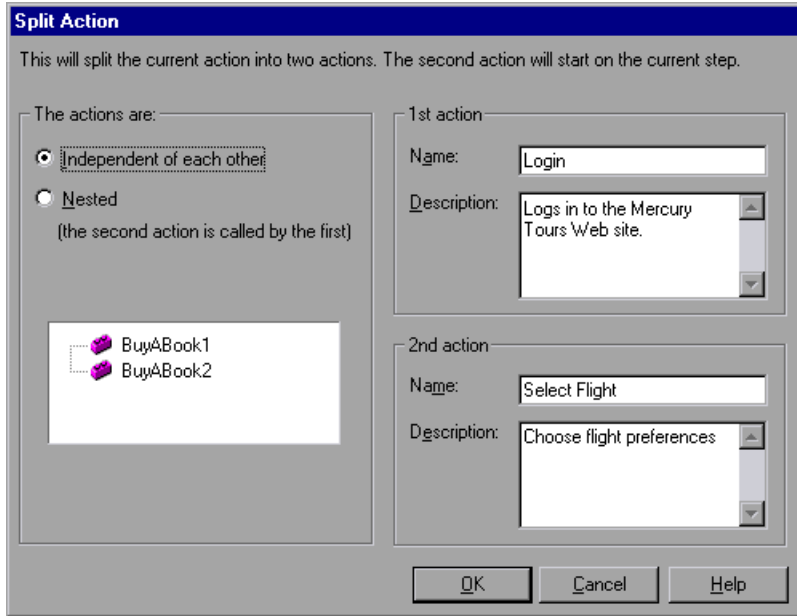 Split Action
This will split the current action into two actions. The second action will start on the current step.
The actions are:
Independent of each other
Nested
(the second action is called by the first)
BuyABook1
BuyABook2
1st action
Name:
Login
Description:
Logs in to the Mercury
Tours Web site.
2nd action
Name:
Select Flight
Description:
Choose flight preferences
OK
Cancel
Help